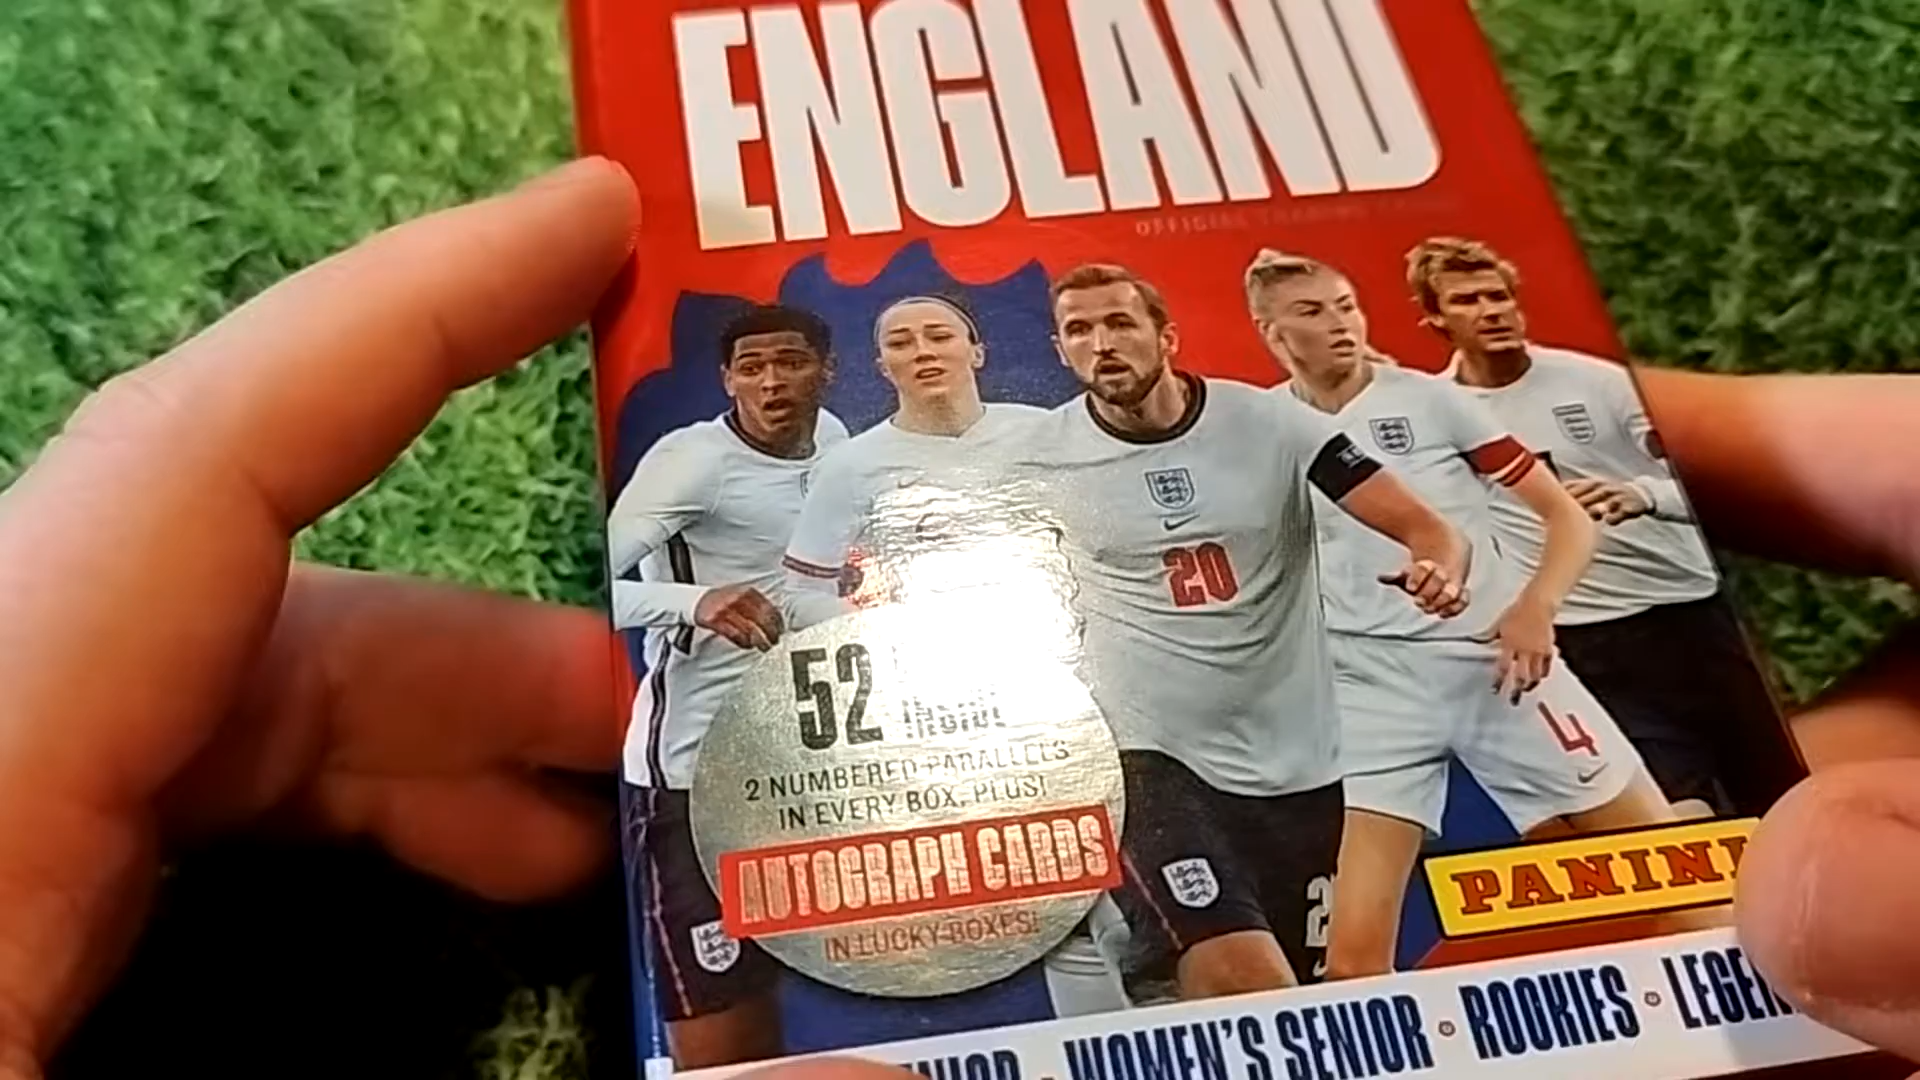 ENGLAND
OFFICIAL TRADING
20
4
2
52 INSIDE
2 NUMBERED PARALLELS
IN EVERY BOX, PLUS!
AUTOGRAPH CARDS
IN LUCKY BOXES!
PANINI
WOMEN'S SENIOR • ROOKIES •